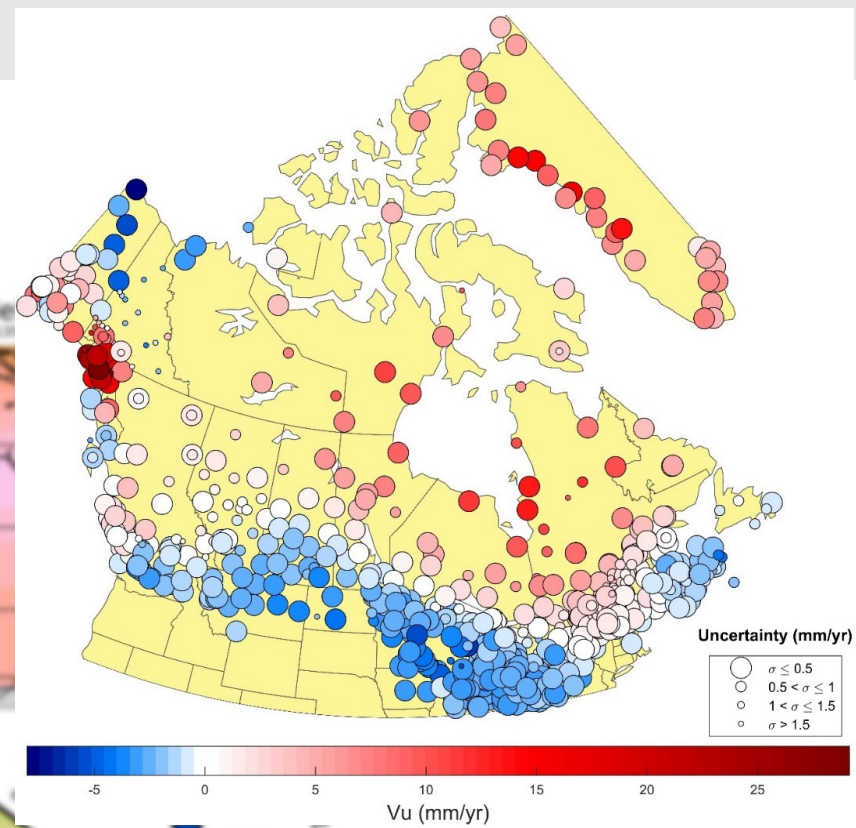 Uncertainty (mm/yr)
σ ≤ 0.5
0.5 < σ ≤ 1
1 < σ ≤ 1.5
σ > 1.5
-5 0 5 10 15 20 25
Vu (mm/yr)